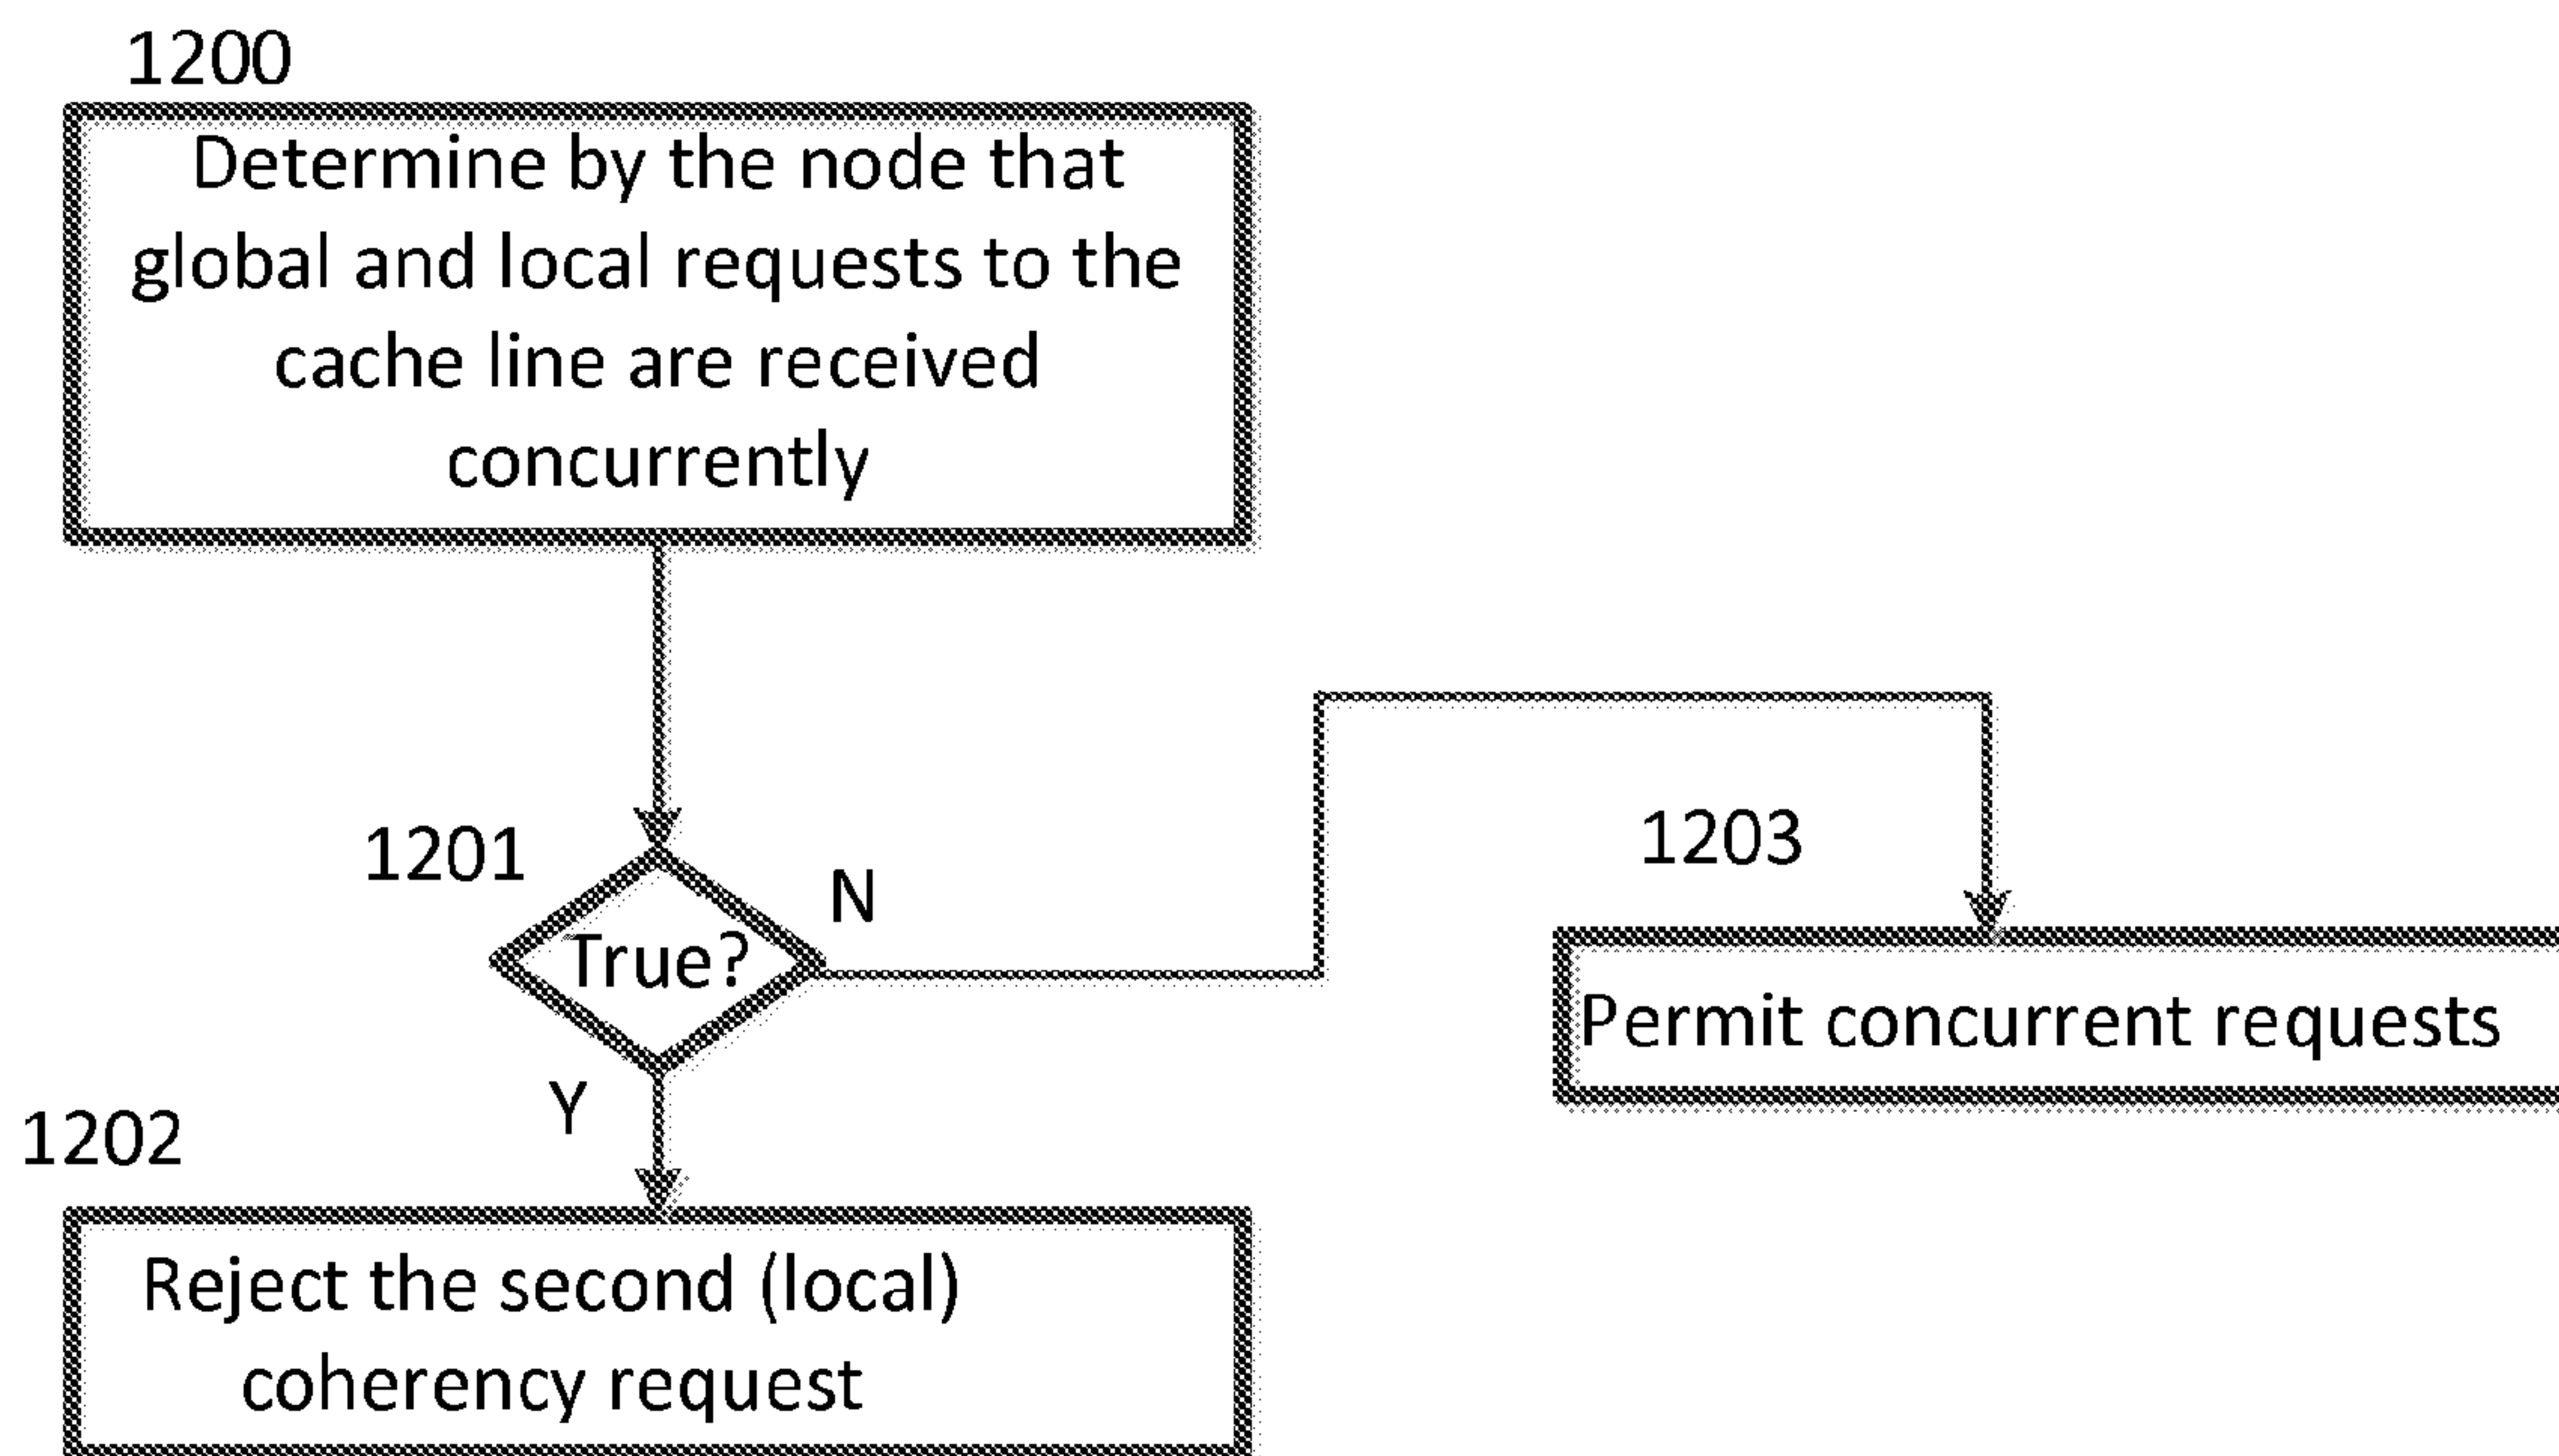 1200
Determine by the node that
global and local requests to the
cache line are received
concurrently
1201
True?
N
Y
1203
Permit concurrent requests
1202
Reject the second (local)
coherency request